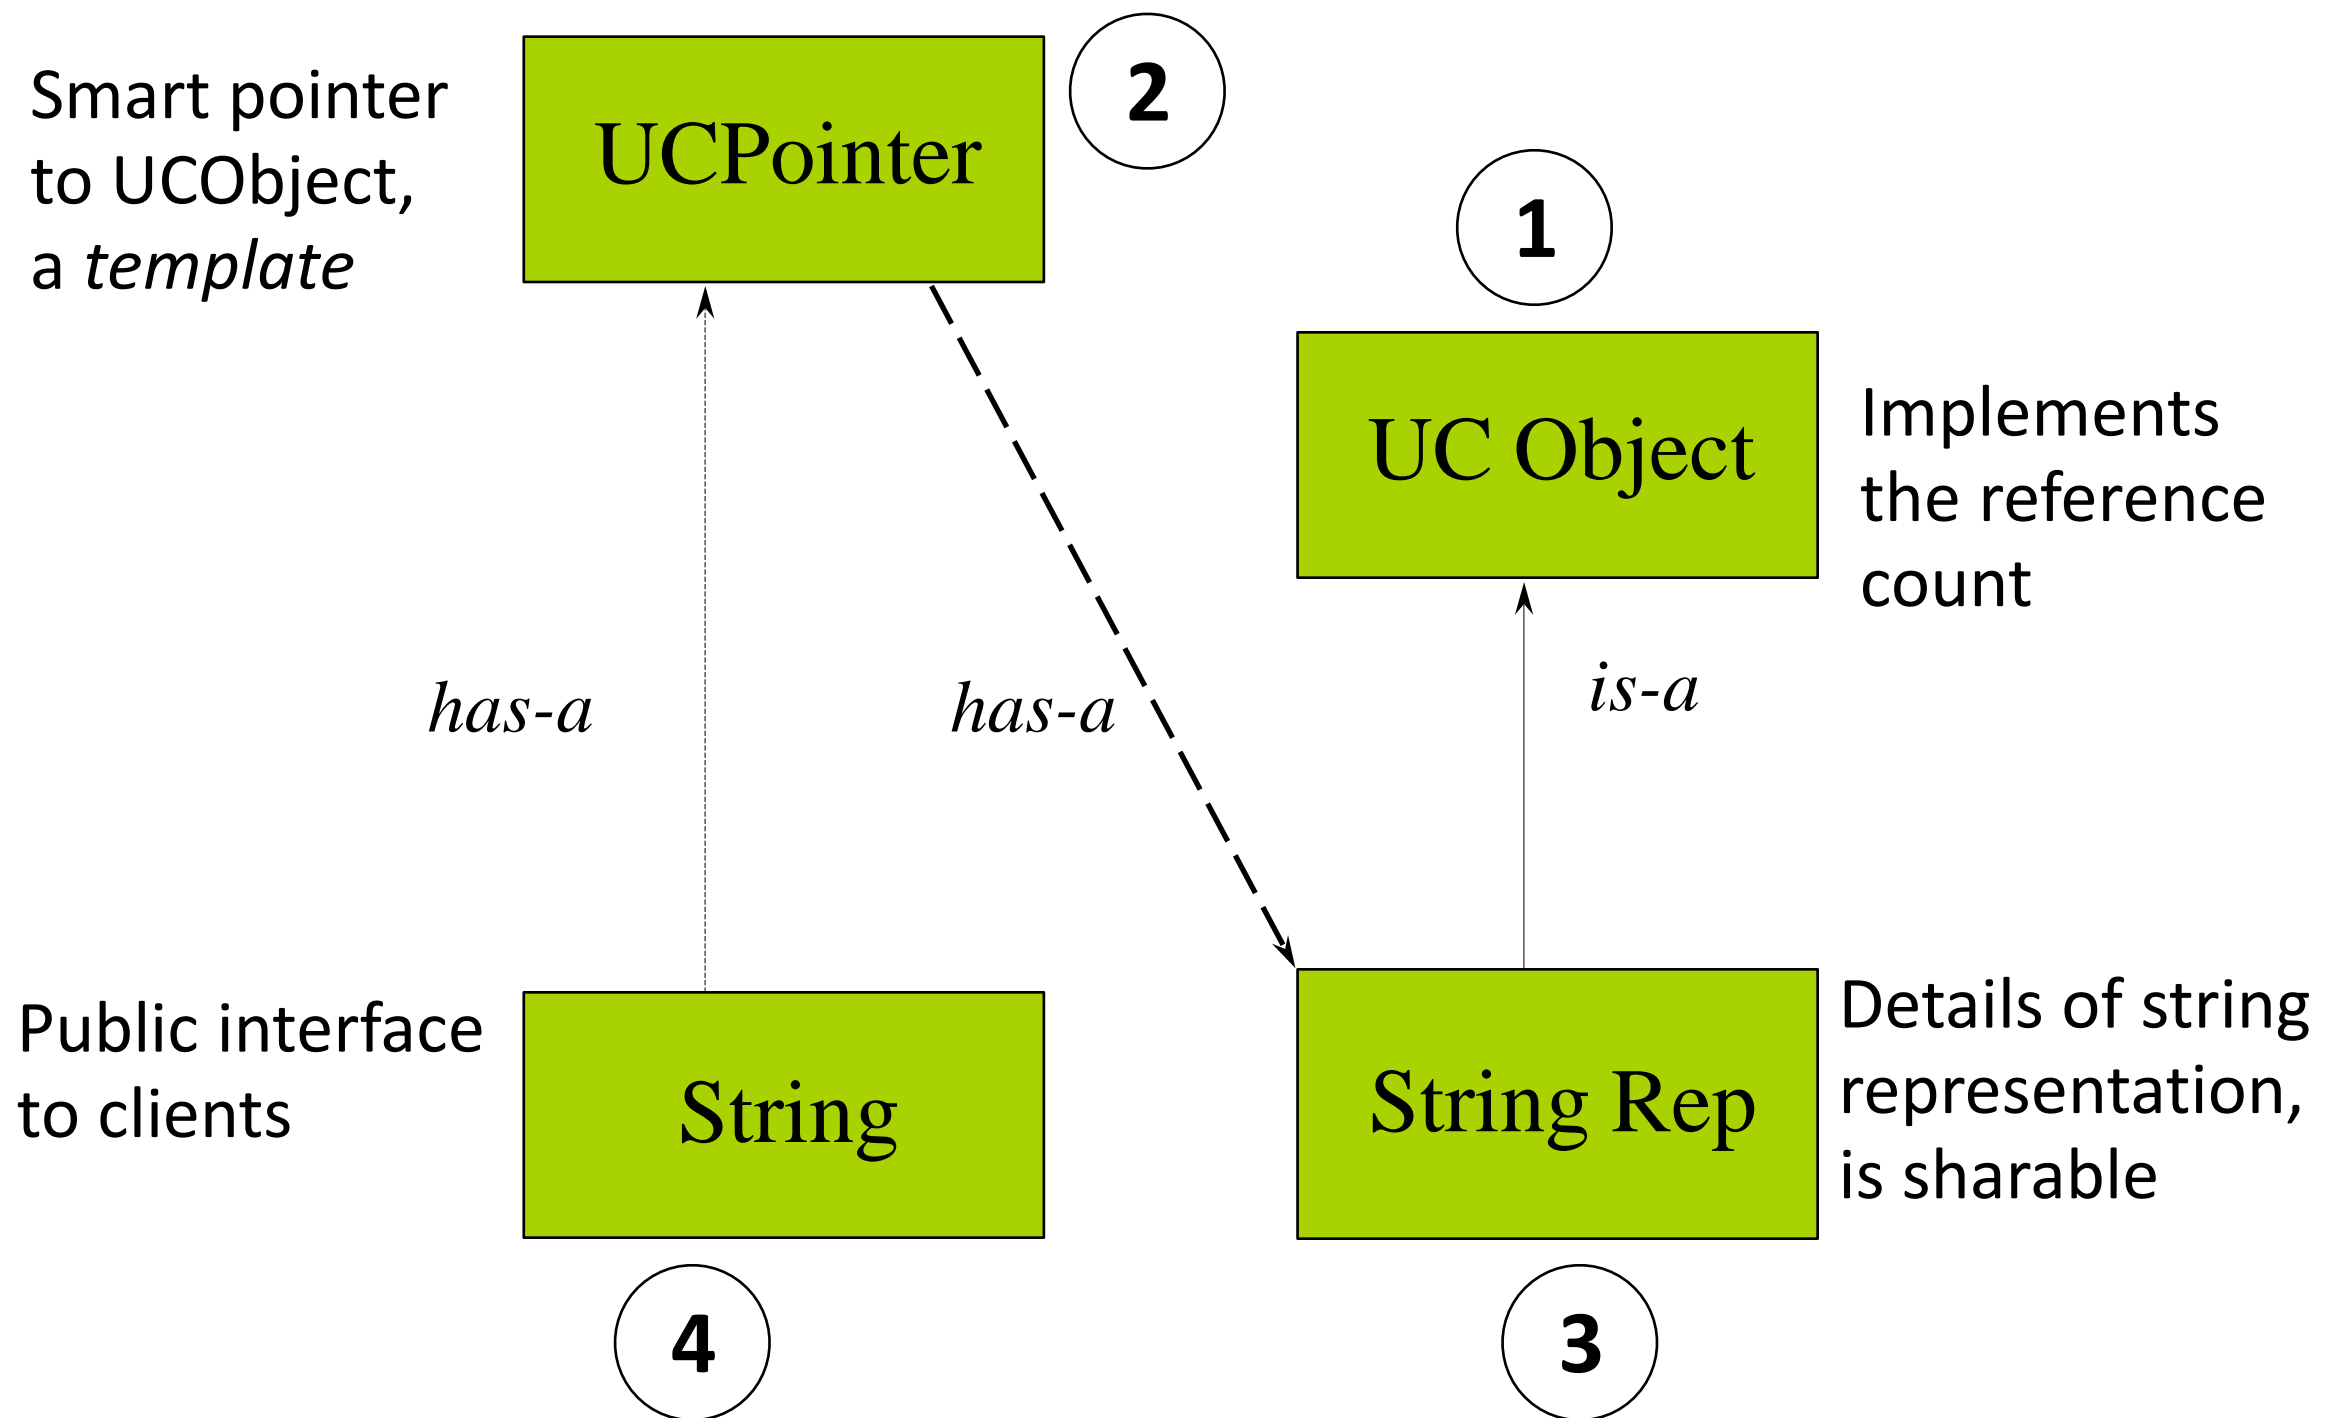 Smart pointer
to UCObject,
a template
UCPointer
2
1
UC Object
Implements
the reference
count
has-a
has-a
is-a
Public interface
to clients
String
String Rep
Details of string
representation,
is sharable
4
3